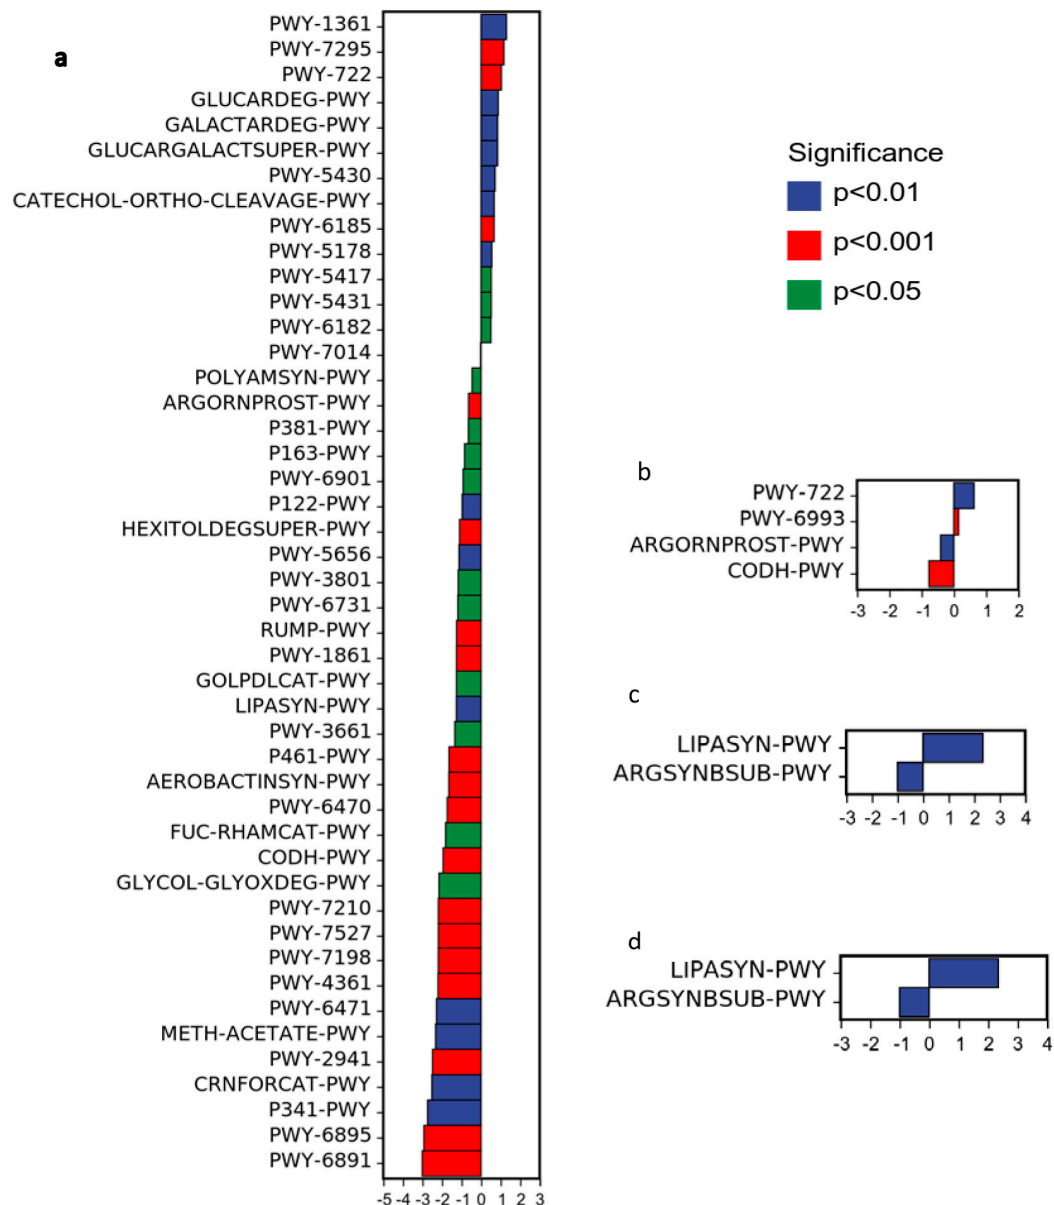 a
PWY-1361
PWY-7295
PWY-722
GLUCARDEG-PWY
GALACTARDEG-PWY
GLUCARGALACTSUPER-PWY
PWY-5430
CATECHOL-ORTHO-CLEAVAGE-PWY
PWY-6185
PWY-5178
PWY-5417
PWY-5431
PWY-6182
PWY-7014
POLYAMSYN-PWY
ARGORNPROST-PWY
P381-PWY
P163-PWY
PWY-6901
P122-PWY
HEXITOLDEGSUPER-PWY
PWY-5656
PWY-3801
PWY-6731
RUMP-PWY
PWY-1861
GOLPDLCAT-PWY
LIPASYN-PWY
PWY-3661
P461-PWY
AEROBACTINSYN-PWY
PWY-6470
FUC-RHAMCAT-PWY
CODH-PWY
GLYCOL-GLYOXDEG-PWY
PWY-7210
PWY-7527
PWY-7198
PWY-4361
PWY-6471
METH-ACETATE-PWY
PWY-2941
CRNFORCAT-PWY
P341-PWY
PWY-6895
PWY-6891
-5 -4 -3 -2 -1 0 1 2 3
Significance
p<0.01
p<0.001
p<0.05
b
PWY-722
PWY-6993
ARGORNPROST-PWY
CODH-PWY
-3 -2 -1 0 1 2
c
LIPASYN-PWY
ARGSYNBSUB-PWY
-3 -2 -1 0 1 2 3 4
d
LIPASYN-PWY
ARGSYNBSUB-PWY
-3 -2 -1 0 1 2 3 4